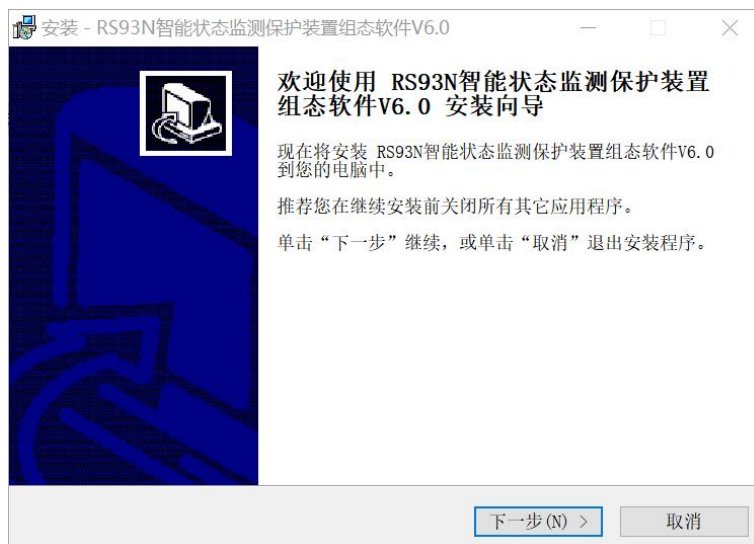 安装 - RS93N智能状态监测保护装置组态软件V6.0
欢迎使用 RS93N智能状态监测保护装置
组态软件V6.0 安装向导
现在将安装 RS93N智能状态监测保护装置组态软件V6.0
到您的电脑中。
推荐您在继续安装前关闭所有其它应用程序。
单击“下一步”继续，或单击“取消”退出安装程序。
下一步(N) >
取消